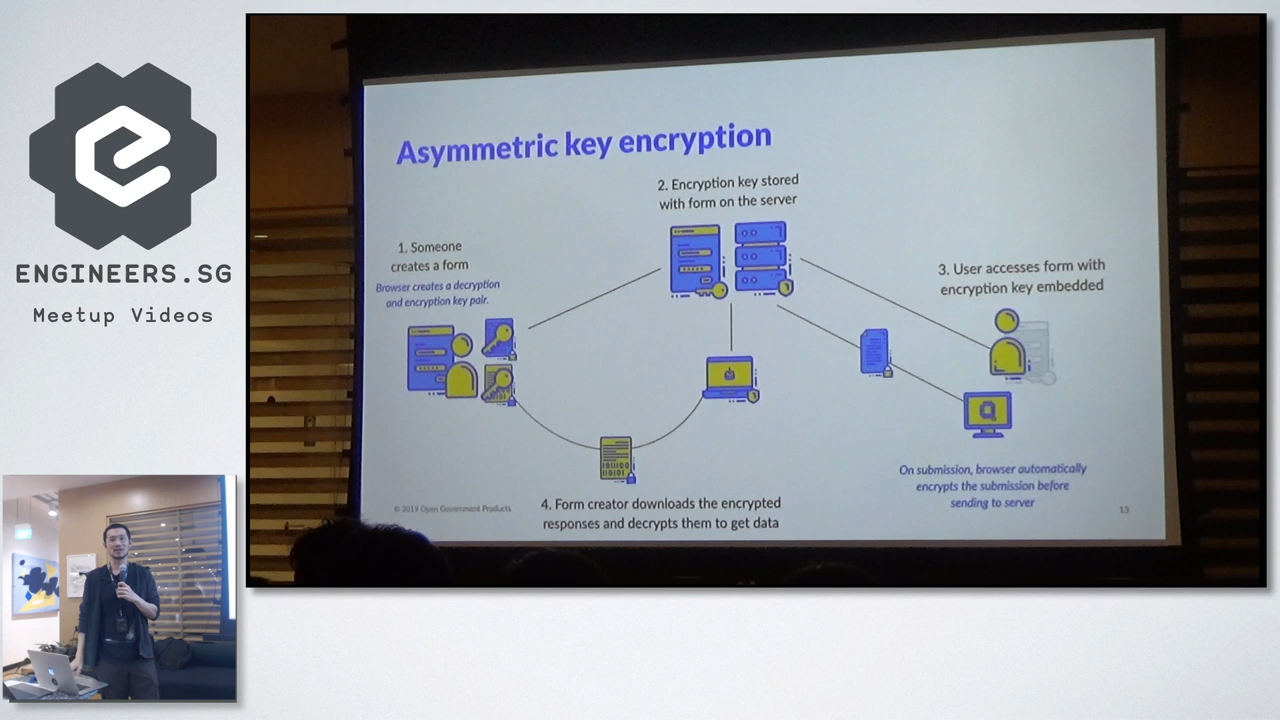 ENGINEERS.SG
Meetup Videos
Asymmetric key encryption
1. Someone
creates a form
Browser creates a decryption
and encryption key pair.
2. Encryption key stored
with form on the server
3. User accesses form with
encryption key embedded
On submission, browser automatically
encrypts the submission before
sending to server
4. Form creator downloads the encrypted
responses and decrypts them to get data
© 2019 Open Government Products
13